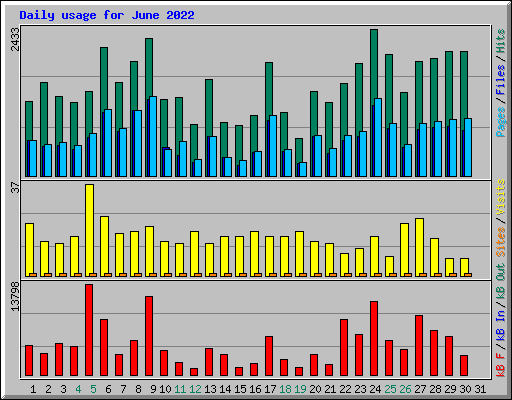 Daily usage for June 2022
2433
Pages / Files / Hits
37
Sites / Visits
13798
kB F / kB In / kB Out
1 2 3 4 5 6 7 8 9 10 11 12 13 14 15 16 17 18 19 20 21 22 23 24 25 26 27 28 29 30 31